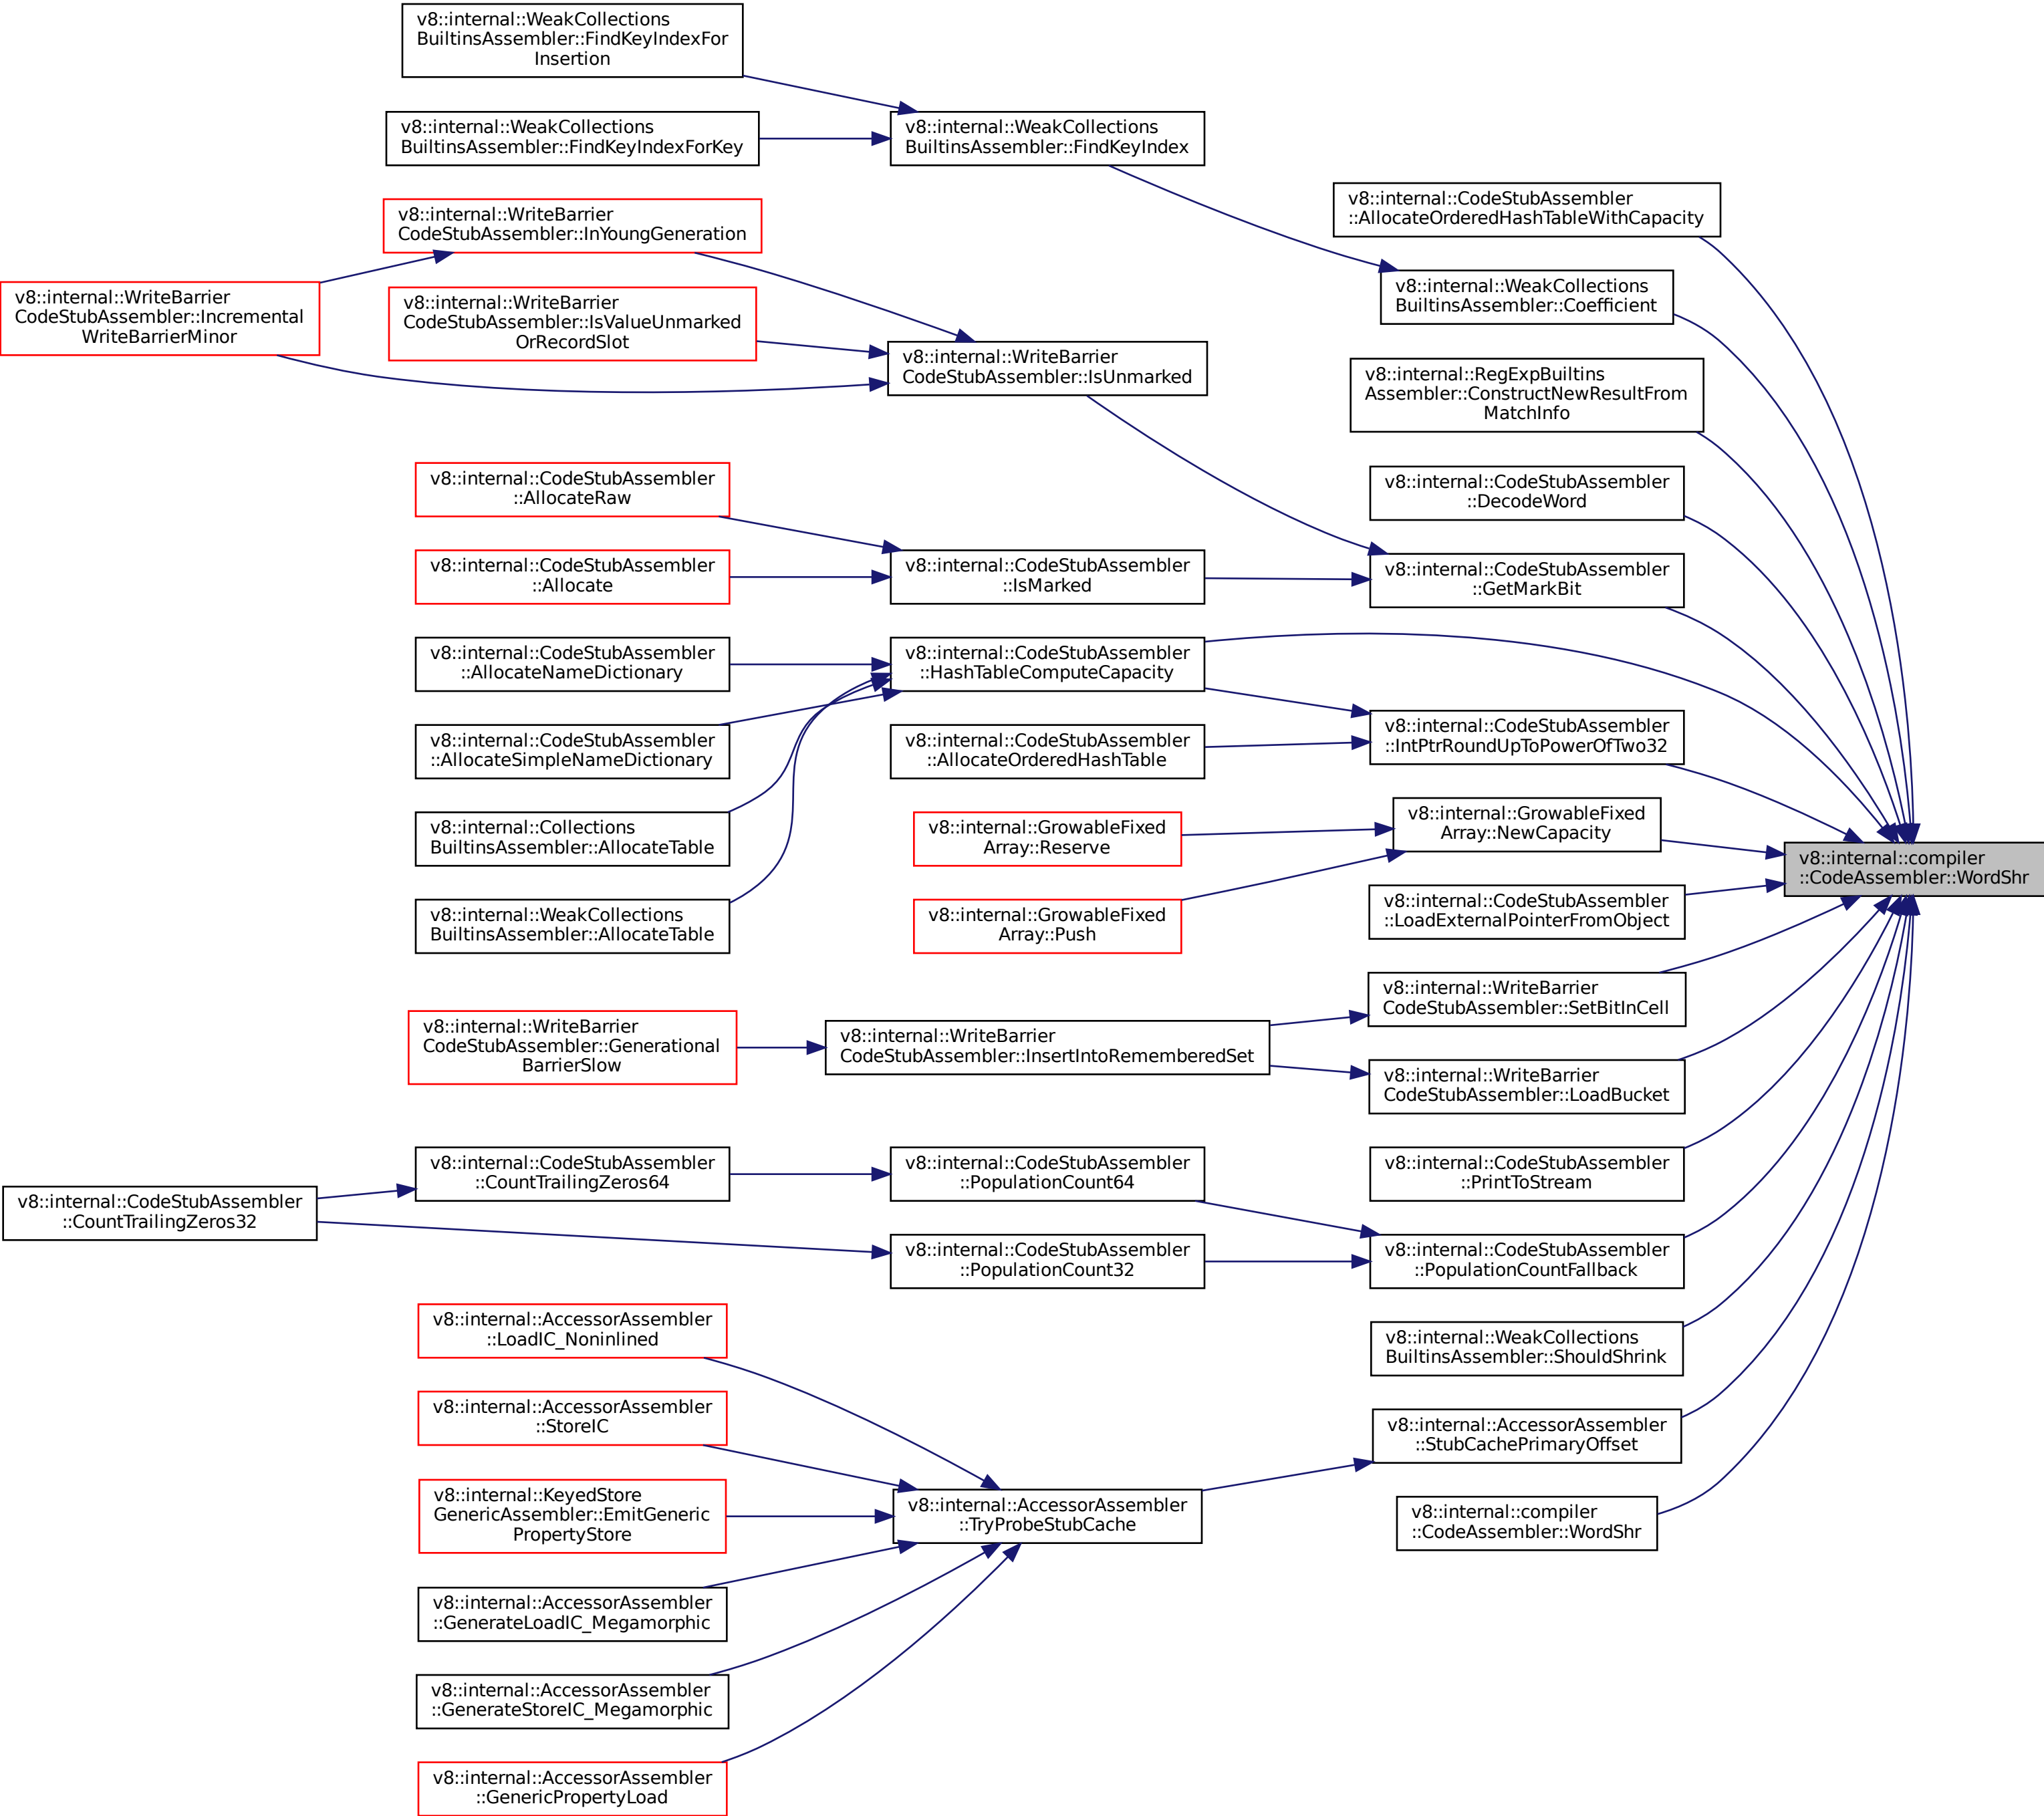 v8::internal::WeakCollections
BuiltinsAssembler::FindKeyIndexFor
Insertion
v8::internal::WeakCollections
BuiltinsAssembler::FindKeyIndexForKey
v8::internal::WeakCollections
BuiltinsAssembler::FindKeyIndex
v8::internal::CodeStubAssembler
::AllocateOrderedHashTableWithCapacity
v8::internal::WriteBarrier
CodeStubAssembler::InYoungGeneration
v8::internal::WeakCollections
BuiltinsAssembler::Coefficient
v8::internal::WriteBarrier
CodeStubAssembler::Incremental
WriteBarrierMinor
v8::internal::WriteBarrier
CodeStubAssembler::IsValueUnmarked
OrRecordSlot
v8::internal::WriteBarrier
CodeStubAssembler::IsUnmarked
v8::internal::RegExpBuiltins
Assembler::ConstructNewResultFrom
MatchInfo
v8::internal::CodeStubAssembler
::AllocateRaw
v8::internal::CodeStubAssembler
::DecodeWord
v8::internal::CodeStubAssembler
::Allocate
v8::internal::CodeStubAssembler
::IsMarked
v8::internal::CodeStubAssembler
::GetMarkBit
v8::internal::CodeStubAssembler
::AllocateNameDictionary
v8::internal::CodeStubAssembler
::HashTableComputeCapacity
v8::internal::CodeStubAssembler
::AllocateSimpleNameDictionary
v8::internal::CodeStubAssembler
::AllocateOrderedHashTable
v8::internal::CodeStubAssembler
::IntPtrRoundUpToPowerOfTwo32
v8::internal::Collections
BuiltinsAssembler::AllocateTable
v8::internal::GrowableFixed
Array::Reserve
v8::internal::GrowableFixed
Array::NewCapacity
v8::internal::compiler
::CodeAssembler::WordShr
v8::internal::WeakCollections
BuiltinsAssembler::AllocateTable
v8::internal::GrowableFixed
Array::Push
v8::internal::CodeStubAssembler
::LoadExternalPointerFromObject
v8::internal::WriteBarrier
CodeStubAssembler::SetBitInCell
v8::internal::WriteBarrier
CodeStubAssembler::Generational
BarrierSlow
v8::internal::WriteBarrier
CodeStubAssembler::InsertIntoRememberedSet
v8::internal::WriteBarrier
CodeStubAssembler::LoadBucket
v8::internal::CodeStubAssembler
::CountTrailingZeros64
v8::internal::CodeStubAssembler
::PopulationCount64
v8::internal::CodeStubAssembler
::PrintToStream
v8::internal::CodeStubAssembler
::CountTrailingZeros32
v8::internal::CodeStubAssembler
::PopulationCount32
v8::internal::CodeStubAssembler
::PopulationCountFallback
v8::internal::AccessorAssembler
::LoadIC_Noninlined
v8::internal::WeakCollections
BuiltinsAssembler::ShouldShrink
v8::internal::AccessorAssembler
::StoreIC
v8::internal::AccessorAssembler
::StubCachePrimaryOffset
v8::internal::KeyedStore
GenericAssembler::EmitGeneric
PropertyStore
v8::internal::AccessorAssembler
::TryProbeStubCache
v8::internal::compiler
::CodeAssembler::WordShr
v8::internal::AccessorAssembler
::GenerateLoadIC_Megamorphic
v8::internal::AccessorAssembler
::GenerateStoreIC_Megamorphic
v8::internal::AccessorAssembler
::GenericPropertyLoad